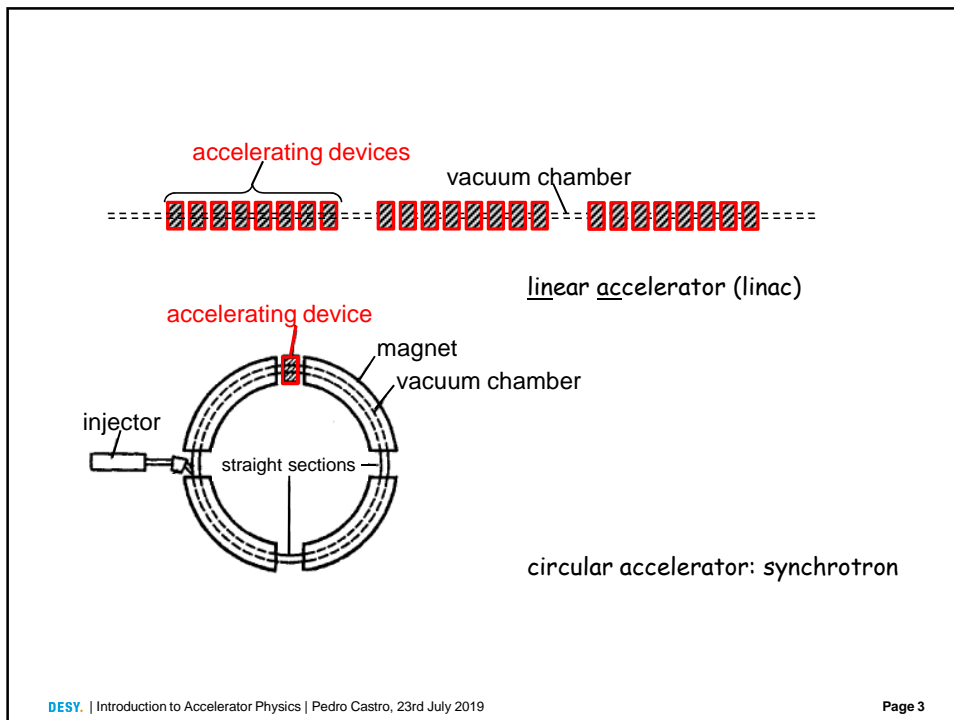 accelerating devices
vacuum chamber
linear accelerator (linac)
accelerating device
magnet
vacuum chamber
injector
straight sections
circular accelerator: synchrotron
DESY. | Introduction to Accelerator Physics | Pedro Castro, 23rd July 2019
Page 3